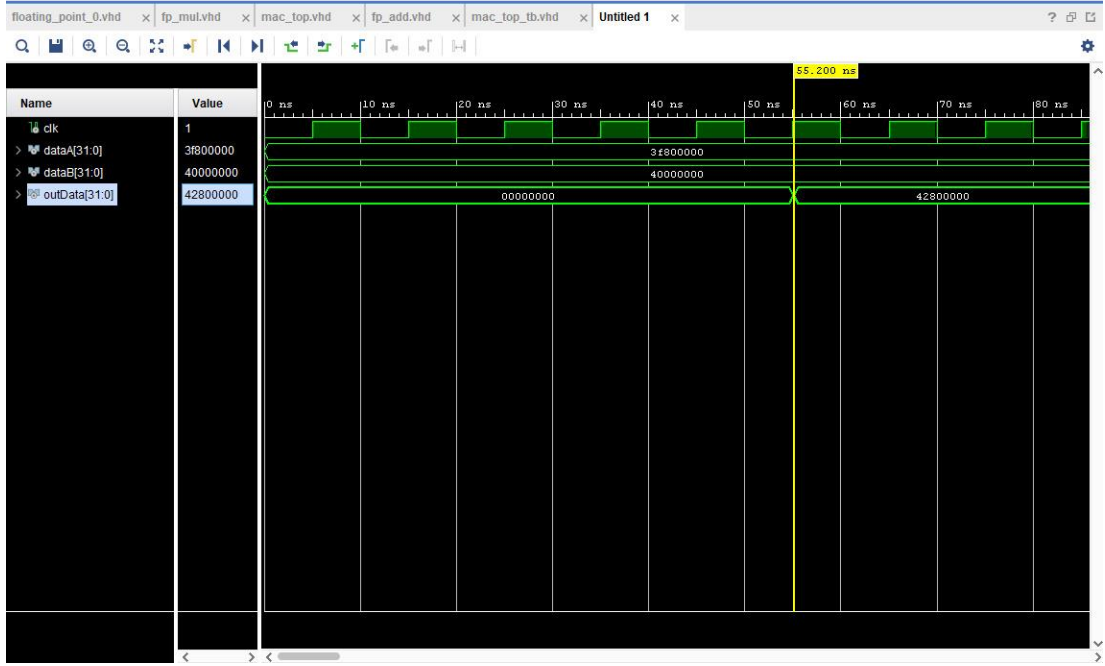 floating_point_0.vhd × fp_mul.vhd × mac_top.vhd × fp_add.vhd × mac_top_tb.vhd × Untitled 1 × ?
55.200 ns
Name Value 0 ns 10 ns 20 ns 30 ns 40 ns 50 ns 60 ns 70 ns 80 ns
clk 1
dataA[31:0] 3f800000 3f800000
dataB[31:0] 40000000 40000000
outData[31:0] 42800000 00000000 42800000